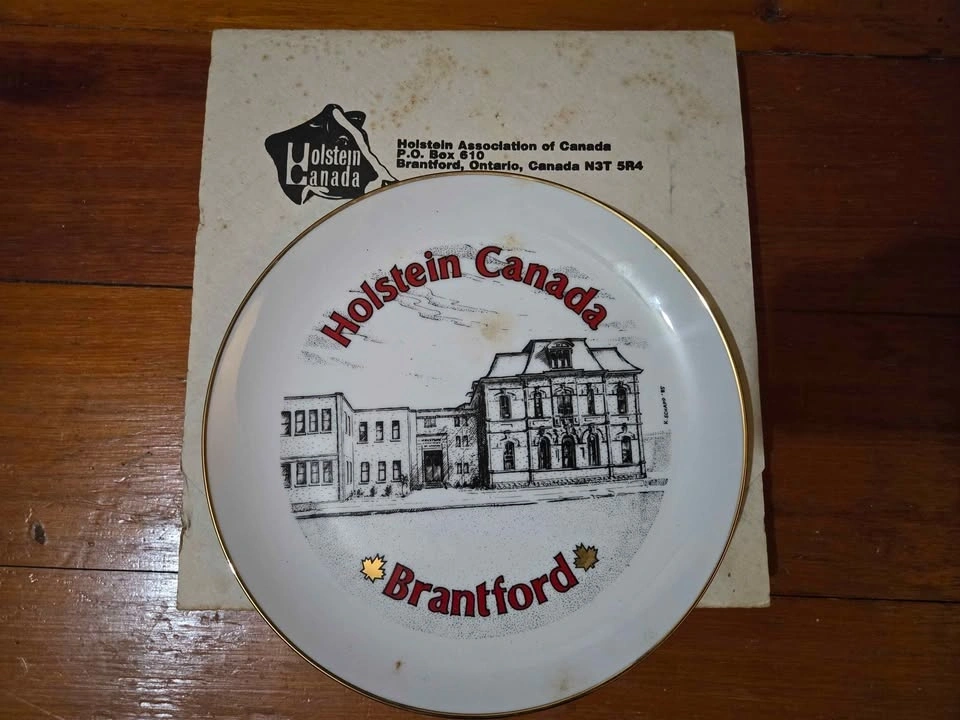 Holstein
Canada
Holstein Association of Canada
P.O. Box 610
Brantford, Ontario, Canada N3T 5R4
Holstein Canada
Brantford